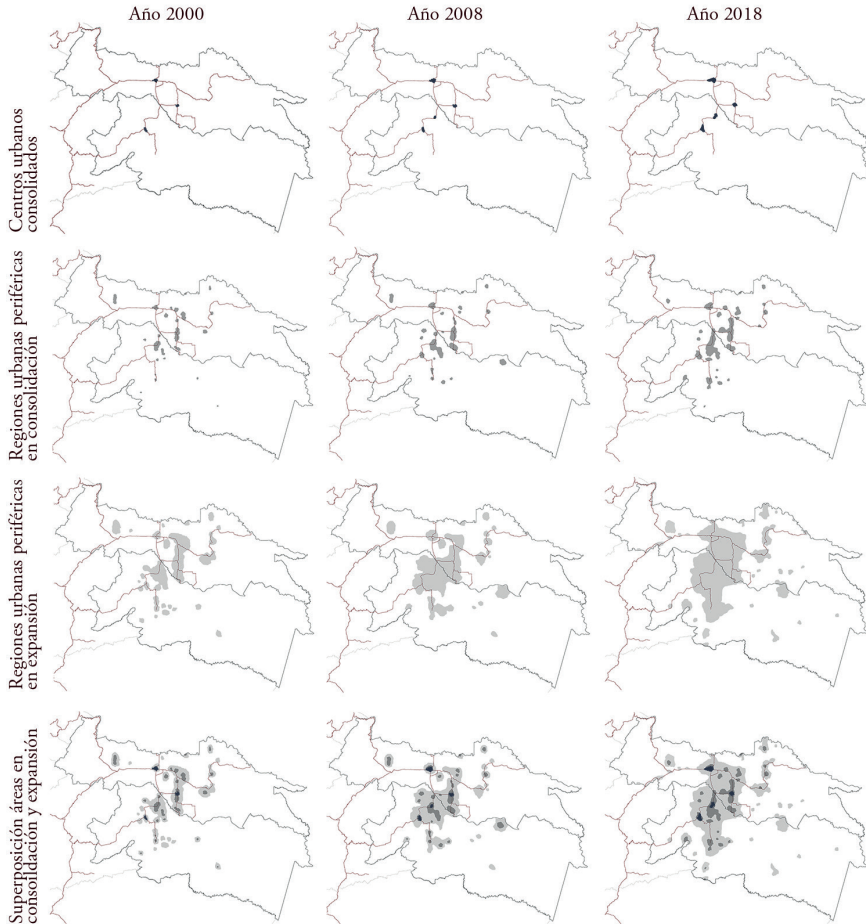 Año 2000
Año 2008
Año 2018
Centros urbanos
consolidados
Regiones urbanas periféricas
en consolidación
Regiones urbanas periféricas
en expansión
Superposición áreas en
consolidación y expansión